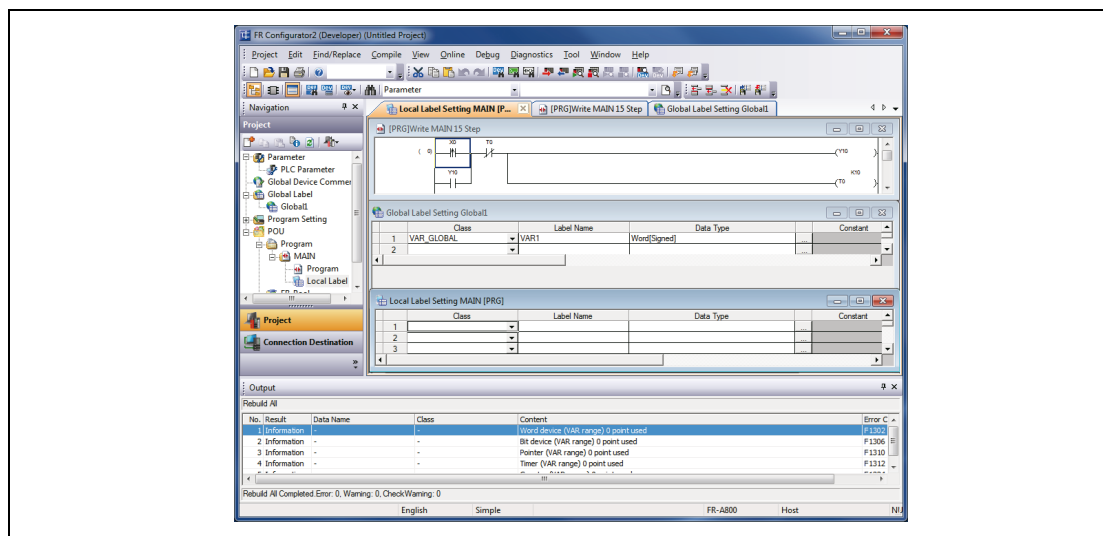 FR Configurator2 (Developer) (Untitled Project)
Project Edit Find/Replace Compile View Online Debug Diagnostics Tool Window Help
Parameter
Navigation
Local Label Setting MAIN [P... [PRG]Write MAIN 15 Step Global Label Setting Global1
Project
Parameter
PLC Parameter
Global Device Commen
Global Label
Global1
Program Setting
POU
Program
MAIN
Program
Local Label
Project
Connection Destination
[PRG]Write MAIN 15 Step
X0 T0
( 0) (Y10 )
Y10 K10
(T0 )
Global Label Setting Global1
Class Label Name Data Type Constant
1 VAR_GLOBAL VAR1 Word[Signed] ...
2 ...
Local Label Setting MAIN [PRG]
Class Label Name Data Type Constant
1 ...
2 ...
3 ...
Output
Rebuild All
No. Result Data Name Class Content Error C
1 Information - - Word device (VAR range) 0 point used F1302
2 Information - - Bit device (VAR range) 0 point used F1306
3 Information - - Pointer (VAR range) 0 point used F1310
4 Information - - Timer (VAR range) 0 point used F1312
Rebuild All Completed.Error: 0, Warning: 0, CheckWarning: 0
English Simple FR-A800 Host NU